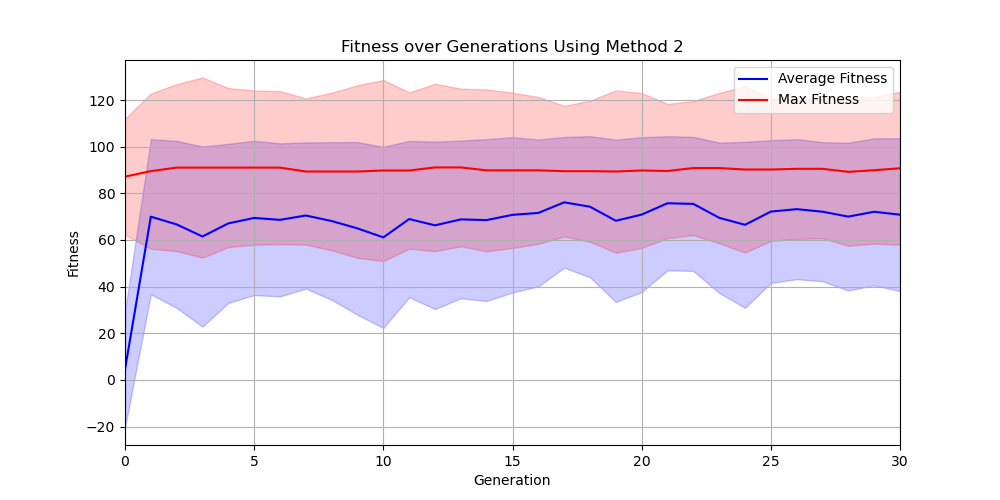 Fitness over Generations Using Method 2
Average Fitness
Max Fitness
120
100
80
60
40
20
0
−20
Fitness
0 5 10 15 20 25 30
Generation